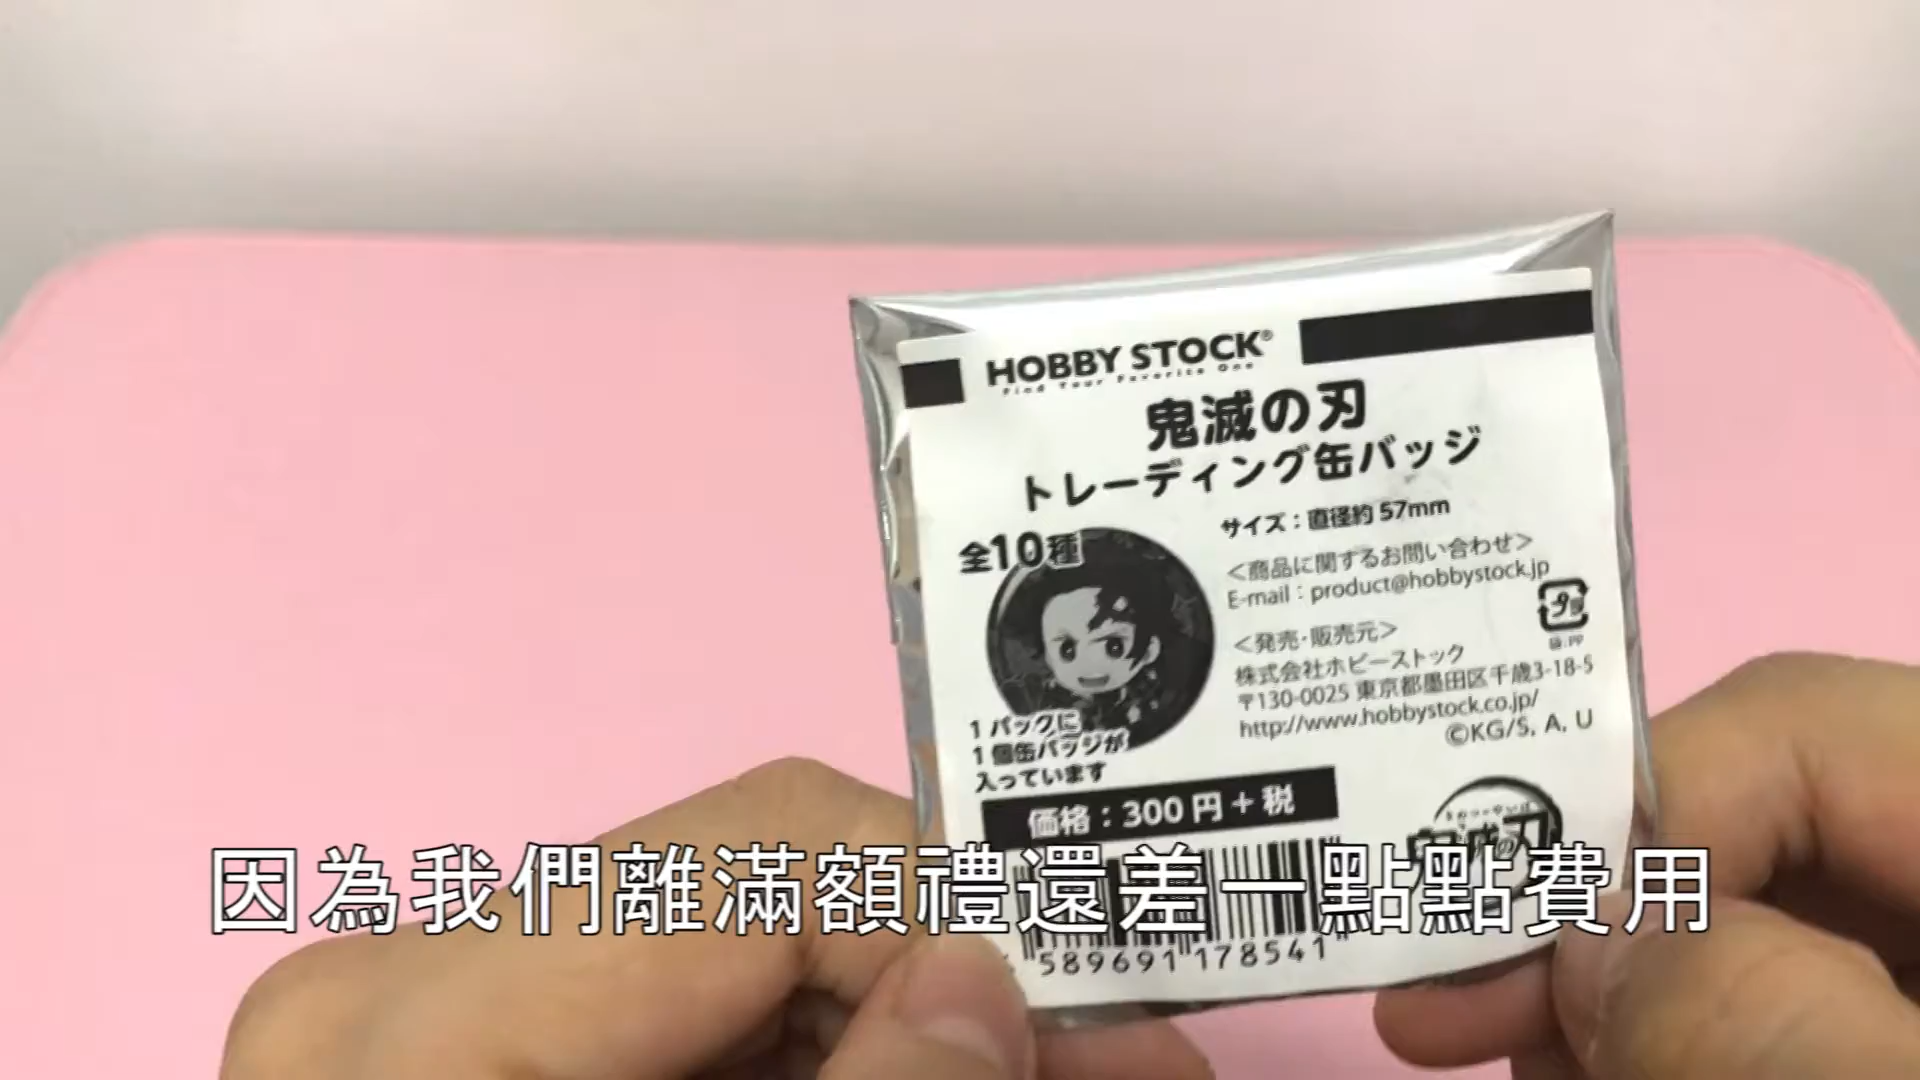 HOBBY STOCK®
Find Your Favorite One
鬼滅の刃
トレーディング缶バッジ
サイズ：直径約 57mm
全10種
＜商品に関するお問い合わせ＞
E-mail：product@hobbystock.jp
プラ
袋:PP
＜発売・販売元＞
株式会社ホビーストック
〒130-0025 東京都墨田区千歳3-18-5
http://www.hobbystock.co.jp/
©KG/S, A, U
1 パックに
1 個缶バッジが
入っています
価格：300 円 + 税
589691 178541
因為我們離滿額禮還差一點點費用